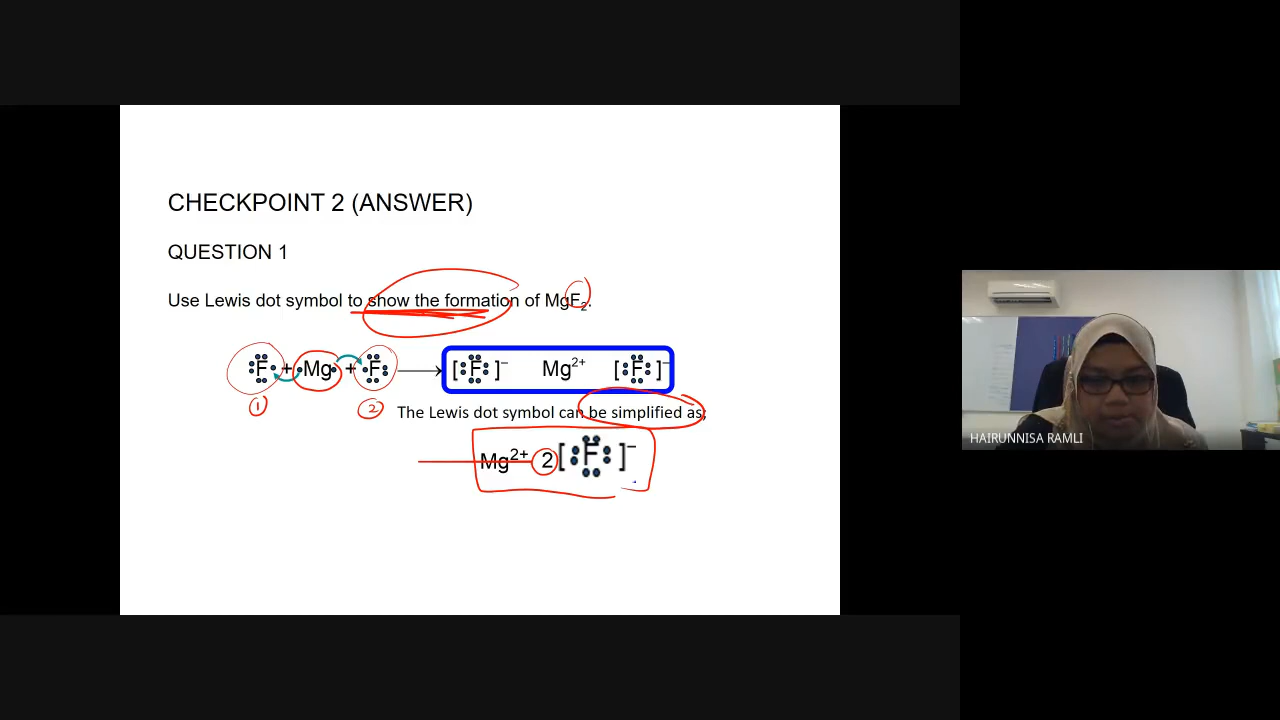 CHECKPOINT 2 (ANSWER)
QUESTION 1
Use Lewis dot symbol to show the formation of MgF₂.
F + Mg + F ⟶ [F]⁻ Mg²⁺ [F]⁻
1 2
The Lewis dot symbol can be simplified as;
Mg²⁺ 2[F]⁻
HAIRUNNISA RAMLI